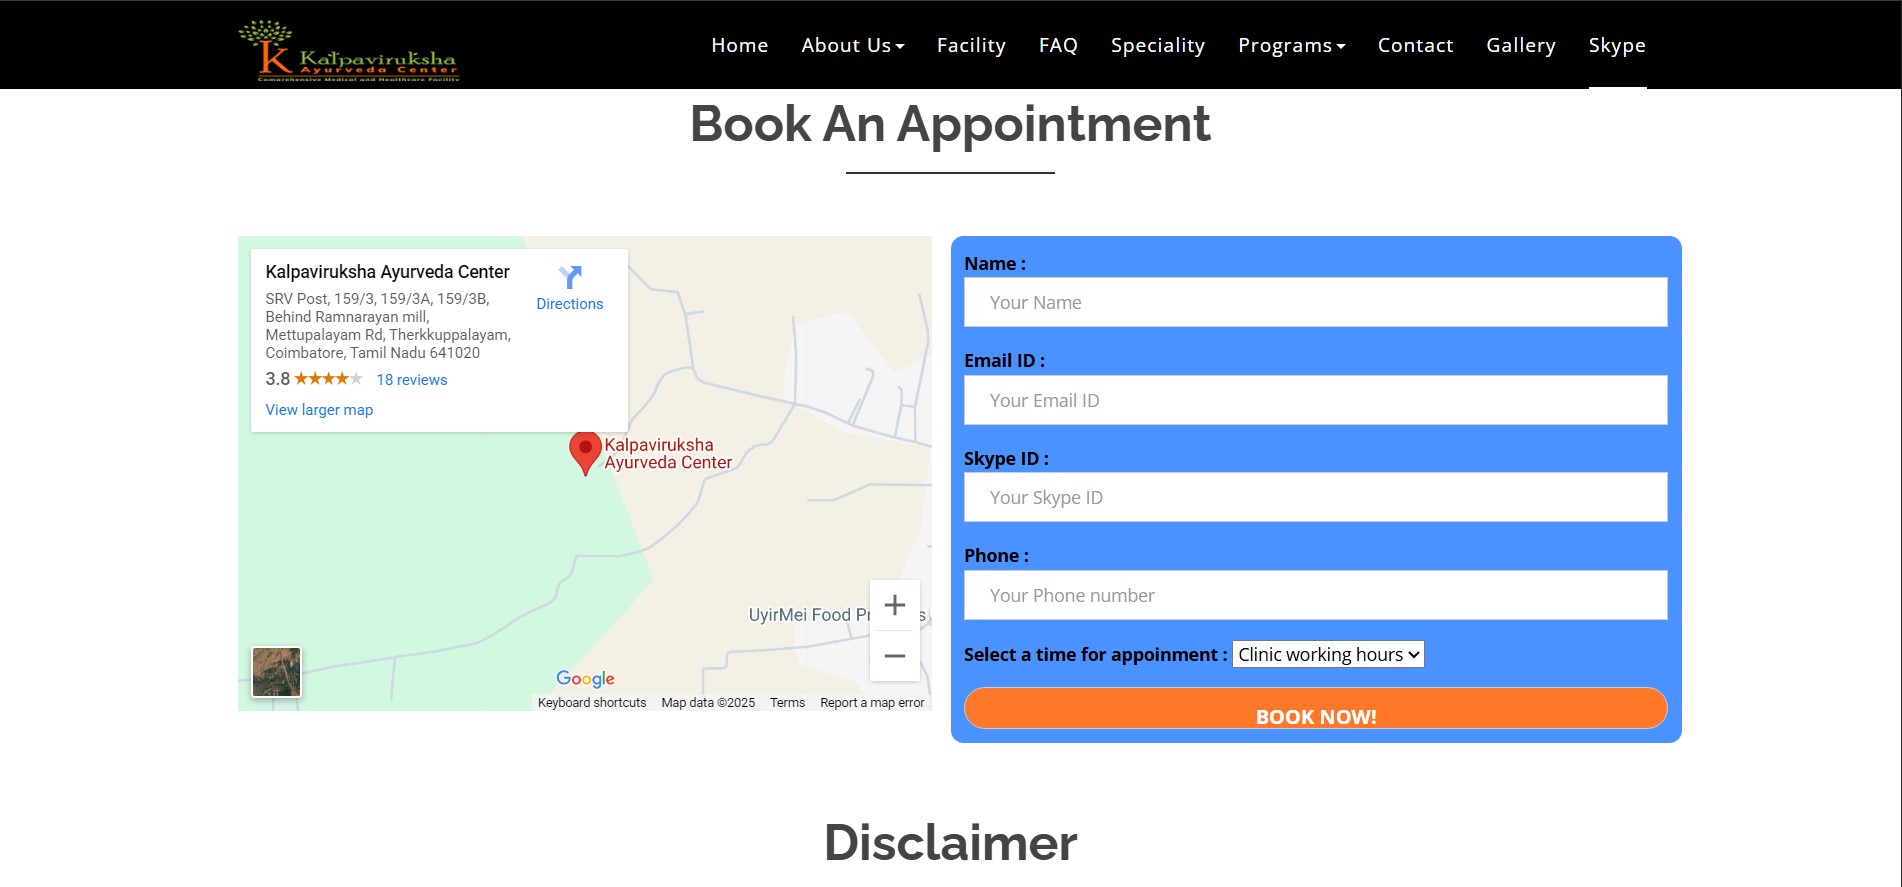 Kalpaviruksha
Ayurveda Center
Comprehensive Medical and Healthcare Facility
Home
About Us
Facility
FAQ
Speciality
Programs
Contact
Gallery
Skype
Book An Appointment
Kalpaviruksha Ayurveda Center
SRV Post, 159/3, 159/3A, 159/3B,
Behind Ramnarayan mill,
Mettupalayam Rd, Therkkuppalayam,
Coimbatore, Tamil Nadu 641020
3.8
18 reviews
View larger map
Directions
Kalpaviruksha
Ayurveda Center
UyirMei Food
Google
Keyboard shortcuts
Map data ©2025
Terms
Report a map error
Name :
Your Name
Email ID :
Your Email ID
Skype ID :
Your Skype ID
Phone :
Your Phone number
Select a time for appoinment :
Clinic working hours
BOOK NOW!
Disclaimer